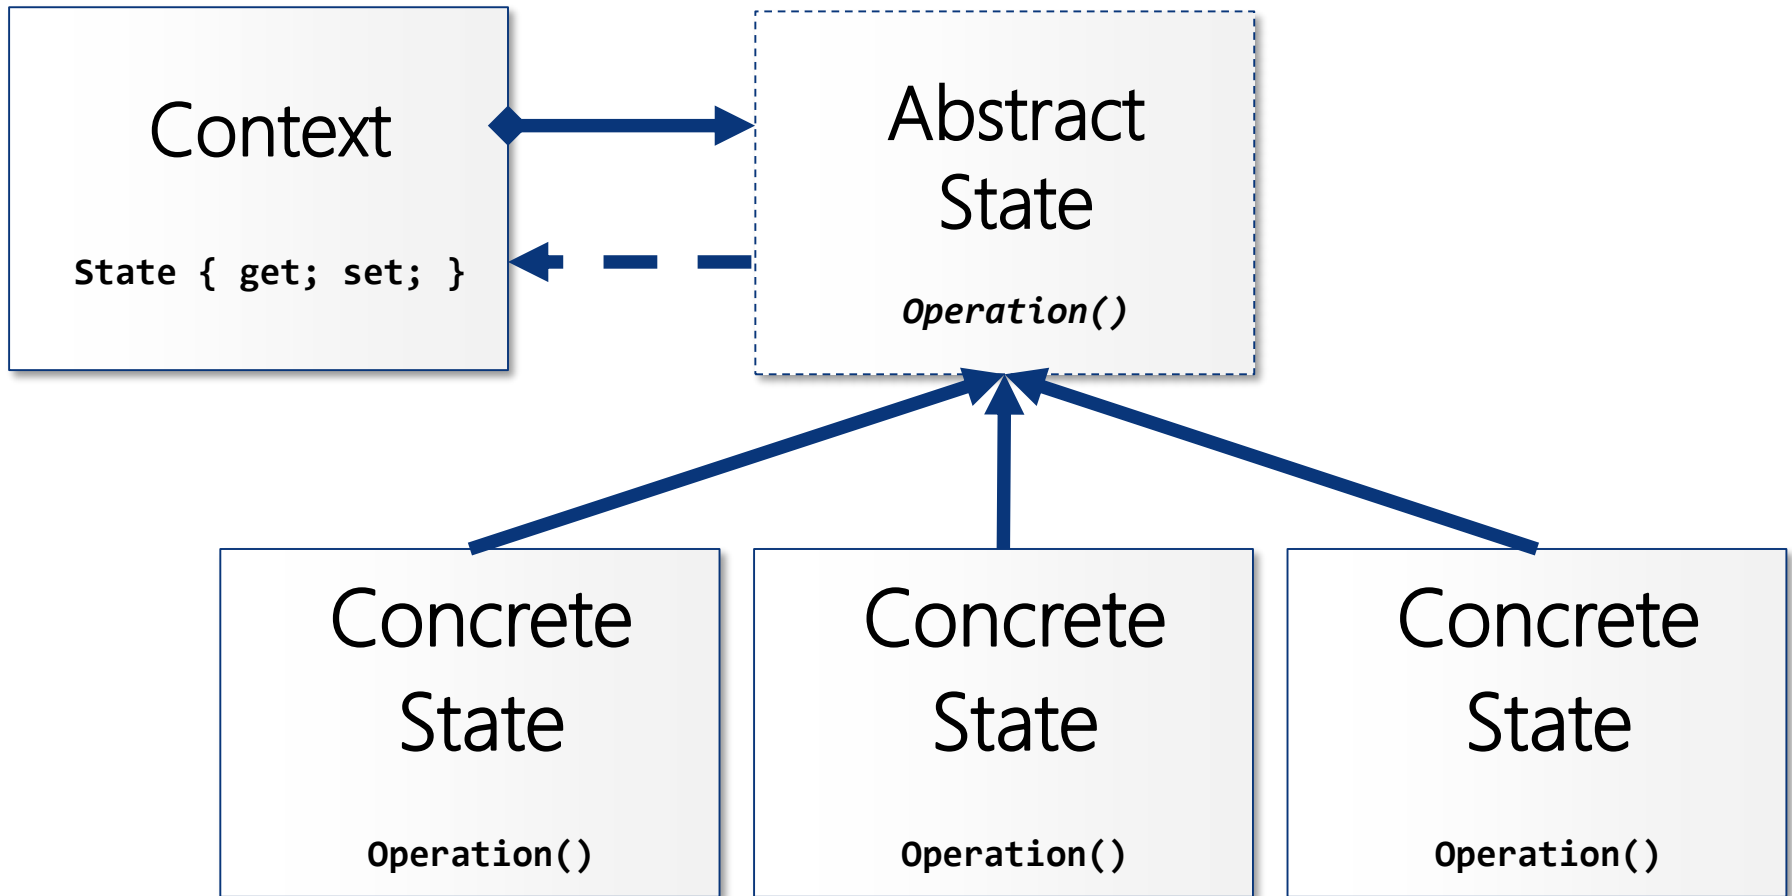 Context
State { get; set; }
Abstract
State
Operation()
Concrete
State
Operation()
Concrete
State
Operation()
Concrete
State
Operation()